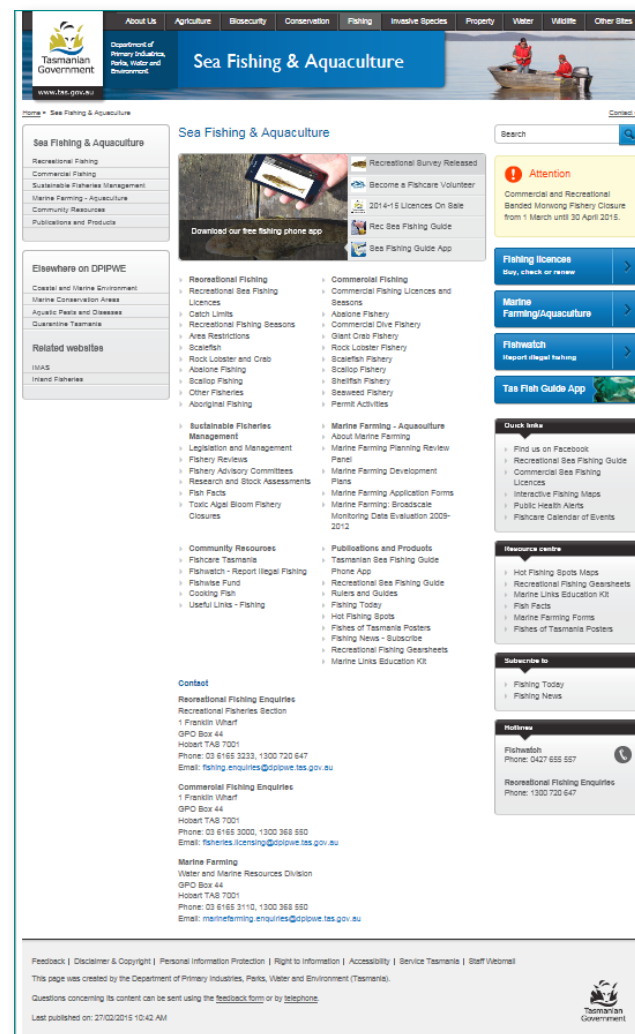 About Us Agriculture Biosecurity Conservation Fishing Invasive Species Property Water Wildlife Other Sites
Tasmanian
Government
www.tas.gov.au
Department of
Primary Industries,
Parks, Water and
Environment
Sea Fishing & Aquaculture
Home » Sea Fishing & Aquaculture
Contact
Sea Fishing & Aquaculture
Recreational Fishing
Commercial Fishing
Sustainable Fisheries Management
Marine Farming - Aquaculture
Community Resources
Publications and Products
Elsewhere on DPIPWE
Coastal and Marine Environment
Marine Conservation Areas
Aquatic Pests and Diseases
Quarantine Tasmania
Related websites
IMAS
Inland Fisheries
Sea Fishing & Aquaculture
Download our free fishing phone app
Recreational Survey Released
Become a Fishcare Volunteer
2014-15 Licences On Sale
Rec Sea Fishing Guide
Sea Fishing Guide App
Recreational Fishing
Recreational Sea Fishing
Licences
Catch Limits
Recreational Fishing Seasons
Area Restrictions
Scalefish
Rock Lobster and Crab
Abalone Fishing
Scallop Fishing
Other Fisheries
Aboriginal Fishing
Commercial Fishing
Commercial Fishing Licences and
Seasons
Abalone Fishery
Commercial Dive Fishery
Giant Crab Fishery
Rock Lobster Fishery
Scalefish Fishery
Scallop Fishery
Shellfish Fishery
Seaweed Fishery
Permit Activities
Sustainable Fisheries
Management
Legislation and Management
Fishery Reviews
Fishery Advisory Committees
Research and Stock Assessments
Fish Facts
Toxic Algal Bloom Fishery
Closures
Marine Farming - Aquaculture
About Marine Farming
Marine Farming Planning Review
Panel
Marine Farming Development
Plans
Marine Farming Application Forms
Marine Farming: Broadscale
Monitoring Data Evaluation 2009-
2012
Community Resources
Fishcare Tasmania
Fishwatch - Report Illegal Fishing
Fishwise Fund
Cooking Fish
Useful Links - Fishing
Publications and Products
Tasmanian Sea Fishing Guide
Phone App
Recreational Sea Fishing Guide
Rulers and Guides
Fishing Today
Hot Fishing Spots
Fishes of Tasmania Posters
Fishing News - Subscribe
Recreational Fishing Gearsheets
Marine Links Education Kit
Contact
Recreational Fishing Enquiries
Recreational Fisheries Section
1 Franklin Wharf
GPO Box 44
Hobart TAS 7001
Phone: 03 6165 3233, 1300 720 647
Email: fishing.enquiries@dpipwe.tas.gov.au
Commercial Fishing Enquiries
1 Franklin Wharf
GPO Box 44
Hobart TAS 7001
Phone: 03 6165 3000, 1300 368 550
Email: fisheries.licensing@dpipwe.tas.gov.au
Marine Farming
Water and Marine Resources Division
GPO Box 44
Hobart TAS 7001
Phone: 03 6165 3110, 1300 368 550
Email: marinefarming.enquiries@dpipwe.tas.gov.au
Search
Attention
Commercial and Recreational
Banded Morwong Fishery Closure
from 1 March until 30 April 2015.
Fishing licences
Buy, check or renew
Marine
Farming/Aquaculture
Fishwatch
Report illegal fishing
Tas Fish Guide App
Quick links
Find us on Facebook
Recreational Sea Fishing Guide
Commercial Sea Fishing
Licences
Interactive Fishing Maps
Public Health Alerts
Fishcare Calendar of Events
Resource centre
Hot Fishing Spots Maps
Recreational Fishing Gearsheets
Marine Links Education Kit
Fish Facts
Marine Farming Forms
Fishes of Tasmania Posters
Subscribe to
Fishing Today
Fishing News
Hotlines
Fishwatch
Phone: 0427 655 557
Recreational Fishing Enquiries
Phone: 1300 720 647
Feedback | Disclaimer & Copyright | Personal Information Protection | Right to Information | Accessibility | Service Tasmania | Staff Webmail
This page was created by the Department of Primary Industries, Parks, Water and Environment (Tasmania).
Questions concerning its content can be sent using the feedback form or by telephone.
Last published on: 27/02/2015 10:42 AM
Tasmanian
Government